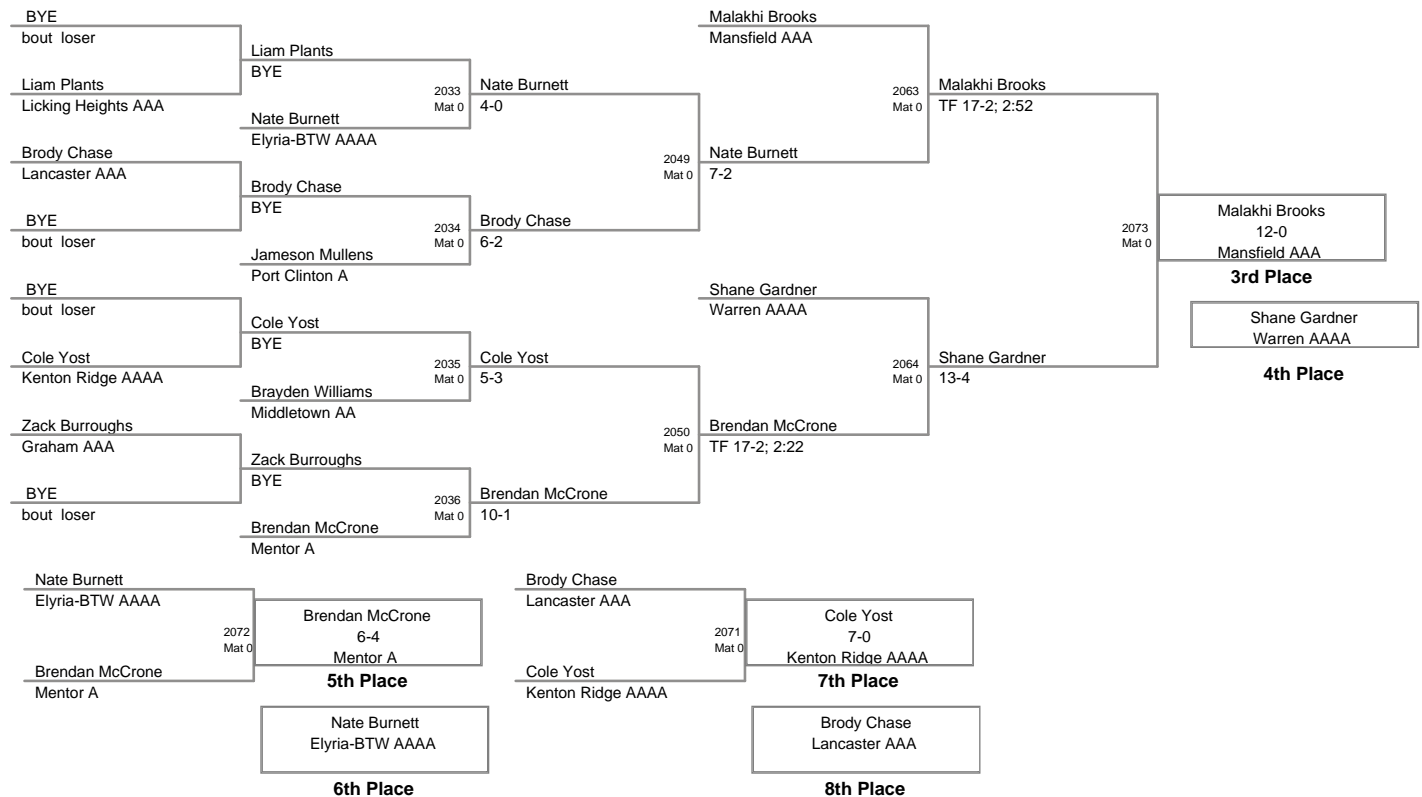 BYE
bout loser
Liam Plants
Licking Heights AAA
Brody Chase
Lancaster AAA
BYE
bout loser
BYE
bout loser
Cole Yost
Kenton Ridge AAAA
Zack Burroughs
Graham AAA
BYE
bout loser
Liam Plants
BYE
2033
Mat 0
Nate Burnett
Elyria-BTW AAAA
Brody Chase
BYE
2034
Mat 0
Jameson Mullens
Port Clinton A
Cole Yost
BYE
2035
Mat 0
Brayden Williams
Middletown AA
Zack Burroughs
BYE
2036
Mat 0
Brendan McCrone
Mentor A
Nate Burnett
4-0
2049
Mat 0
Brody Chase
6-2
Cole Yost
5-3
2050
Mat 0
Brendan McCrone
10-1
Malakhi Brooks
Mansfield AAA
2063
Mat 0
Nate Burnett
7-2
Shane Gardner
Warren AAAA
2064
Mat 0
Brendan McCrone
TF 17-2; 2:22
Malakhi Brooks
TF 17-2; 2:52
2073
Mat 0
Shane Gardner
13-4
Malakhi Brooks
12-0
Mansfield AAA
3rd Place
Shane Gardner
Warren AAAA
4th Place
Nate Burnett
Elyria-BTW AAAA
2072
Mat 0
Brendan McCrone
Mentor A
Brendan McCrone
6-4
Mentor A
5th Place
Nate Burnett
Elyria-BTW AAAA
6th Place
Brody Chase
Lancaster AAA
2071
Mat 0
Cole Yost
Kenton Ridge AAAA
Cole Yost
7-0
Kenton Ridge AAAA
7th Place
Brody Chase
Lancaster AAA
8th Place